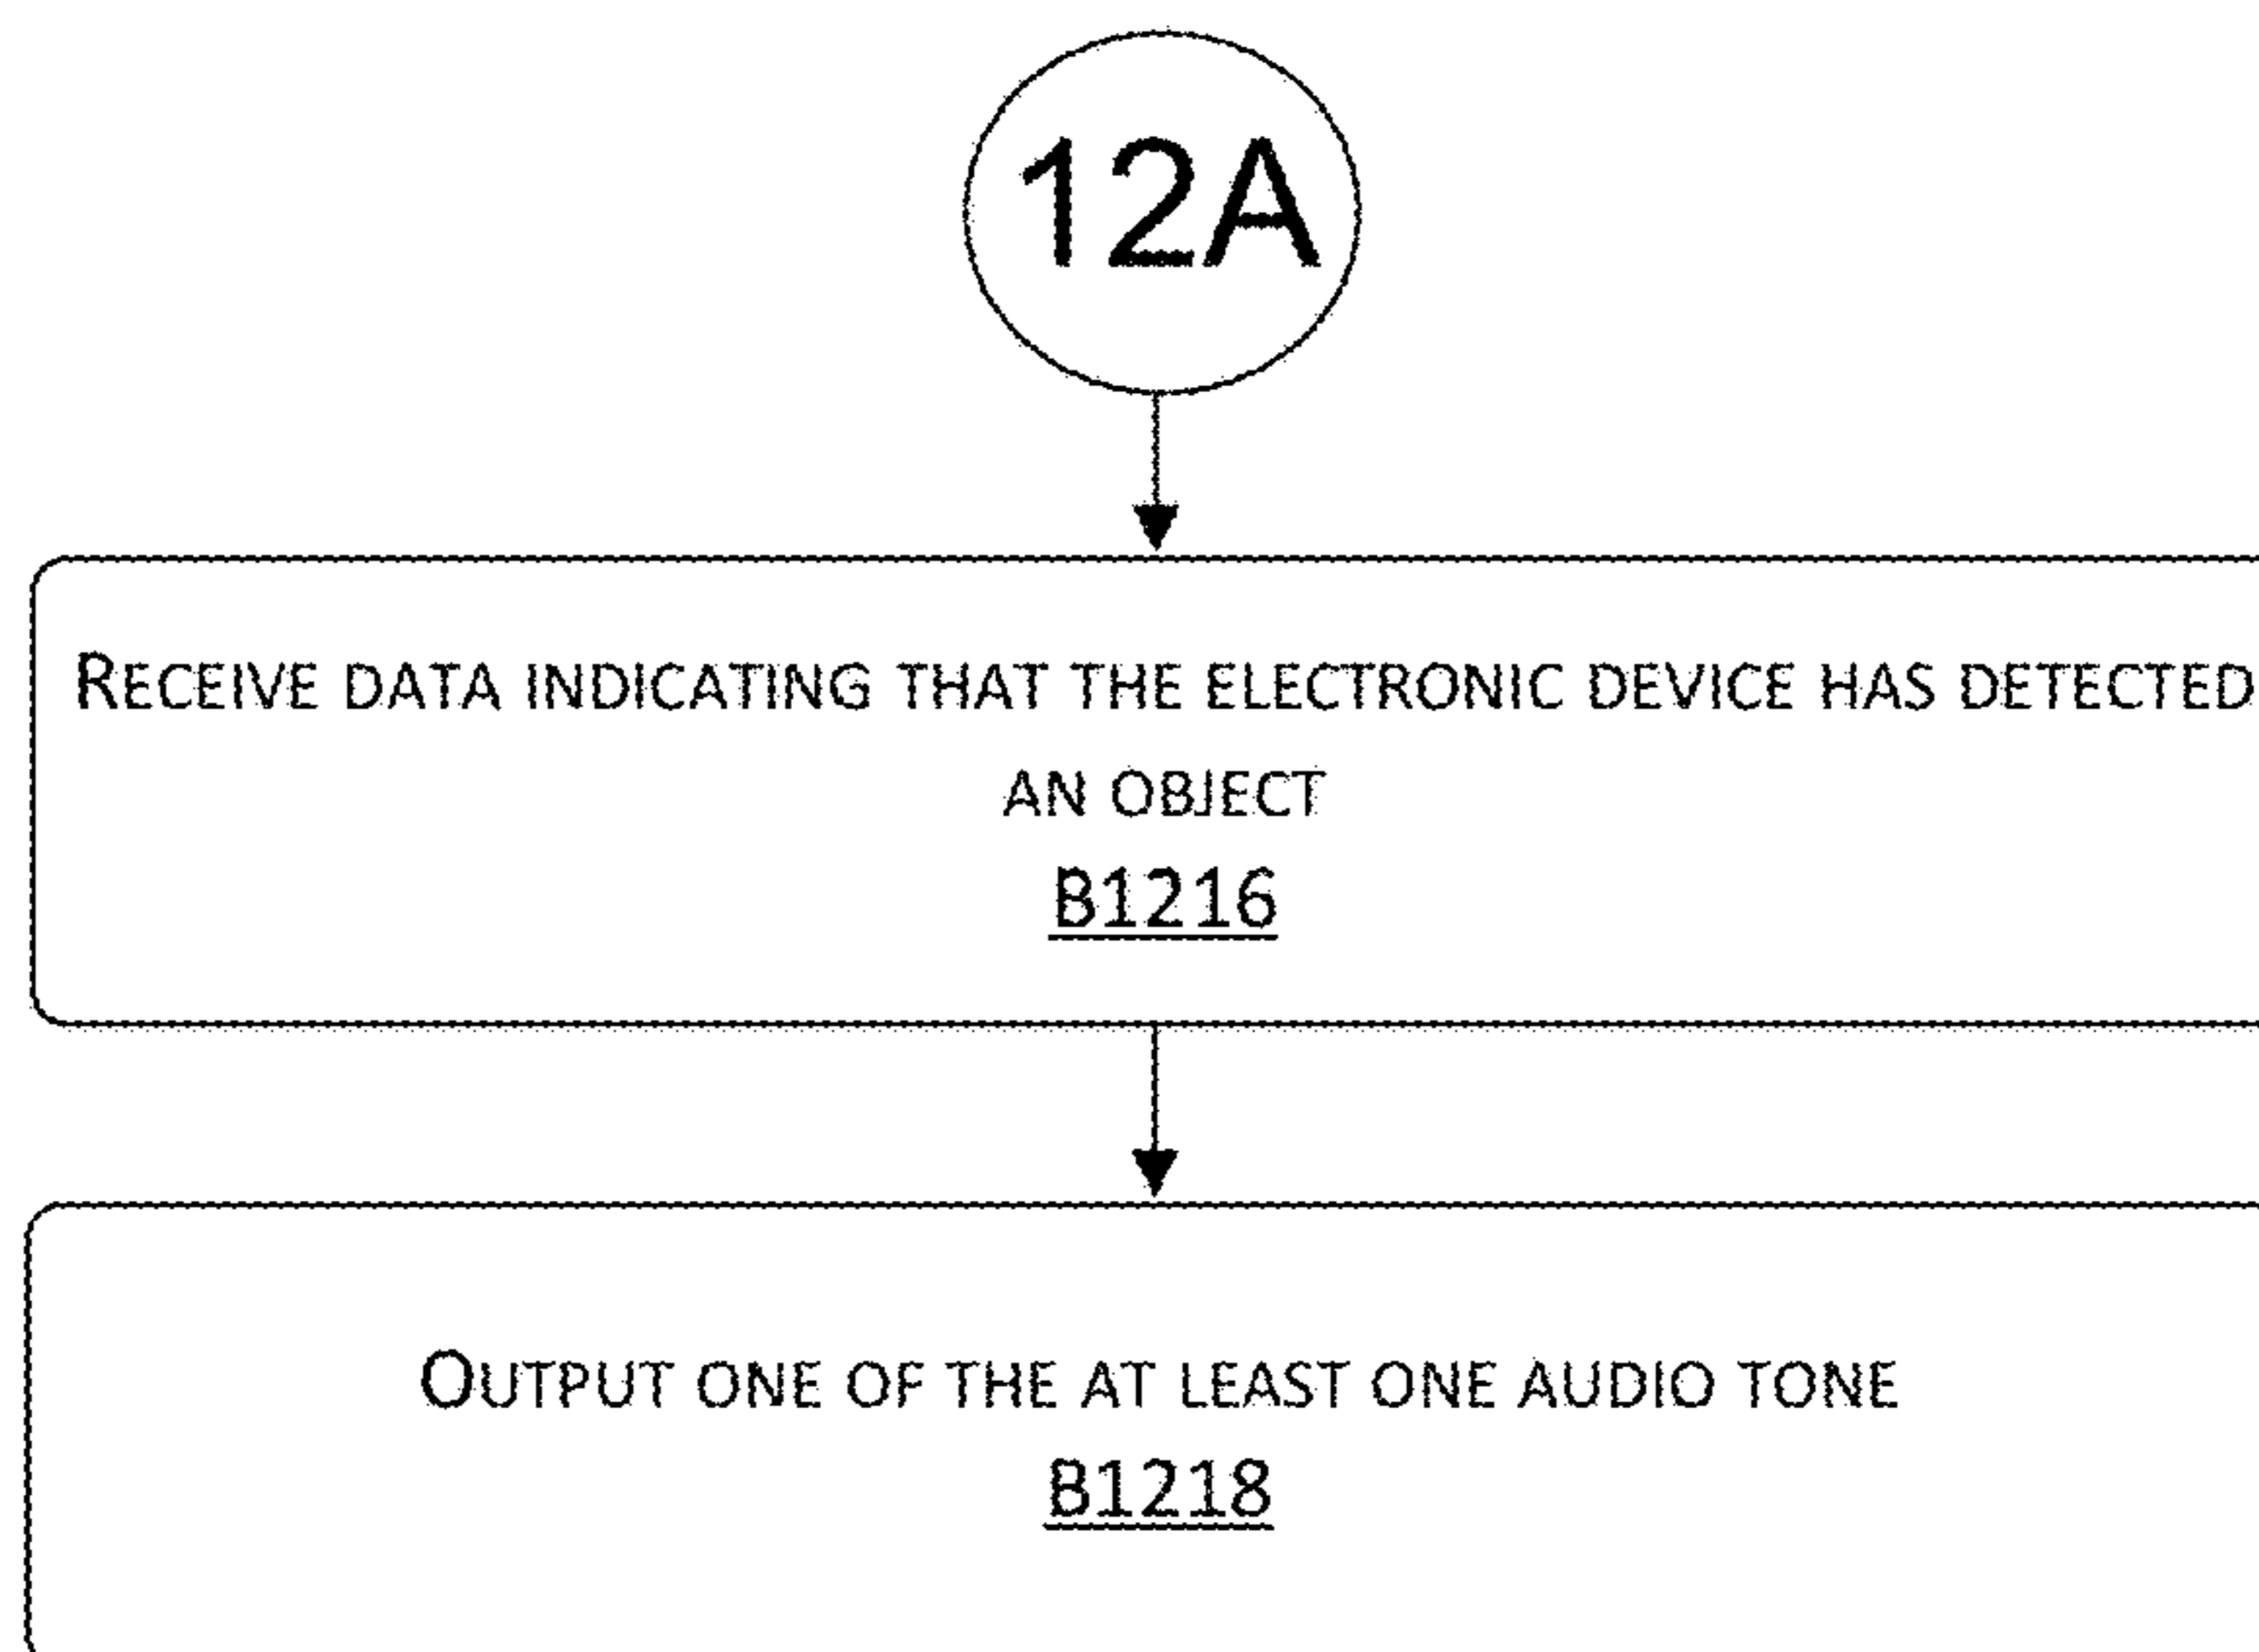 12A
RECEIVE DATA INDICATING THAT THE ELECTRONIC DEVICE HAS DETECTED
AN OBJECT
B1216
OUTPUT ONE OF THE AT LEAST ONE AUDIO TONE
B1218